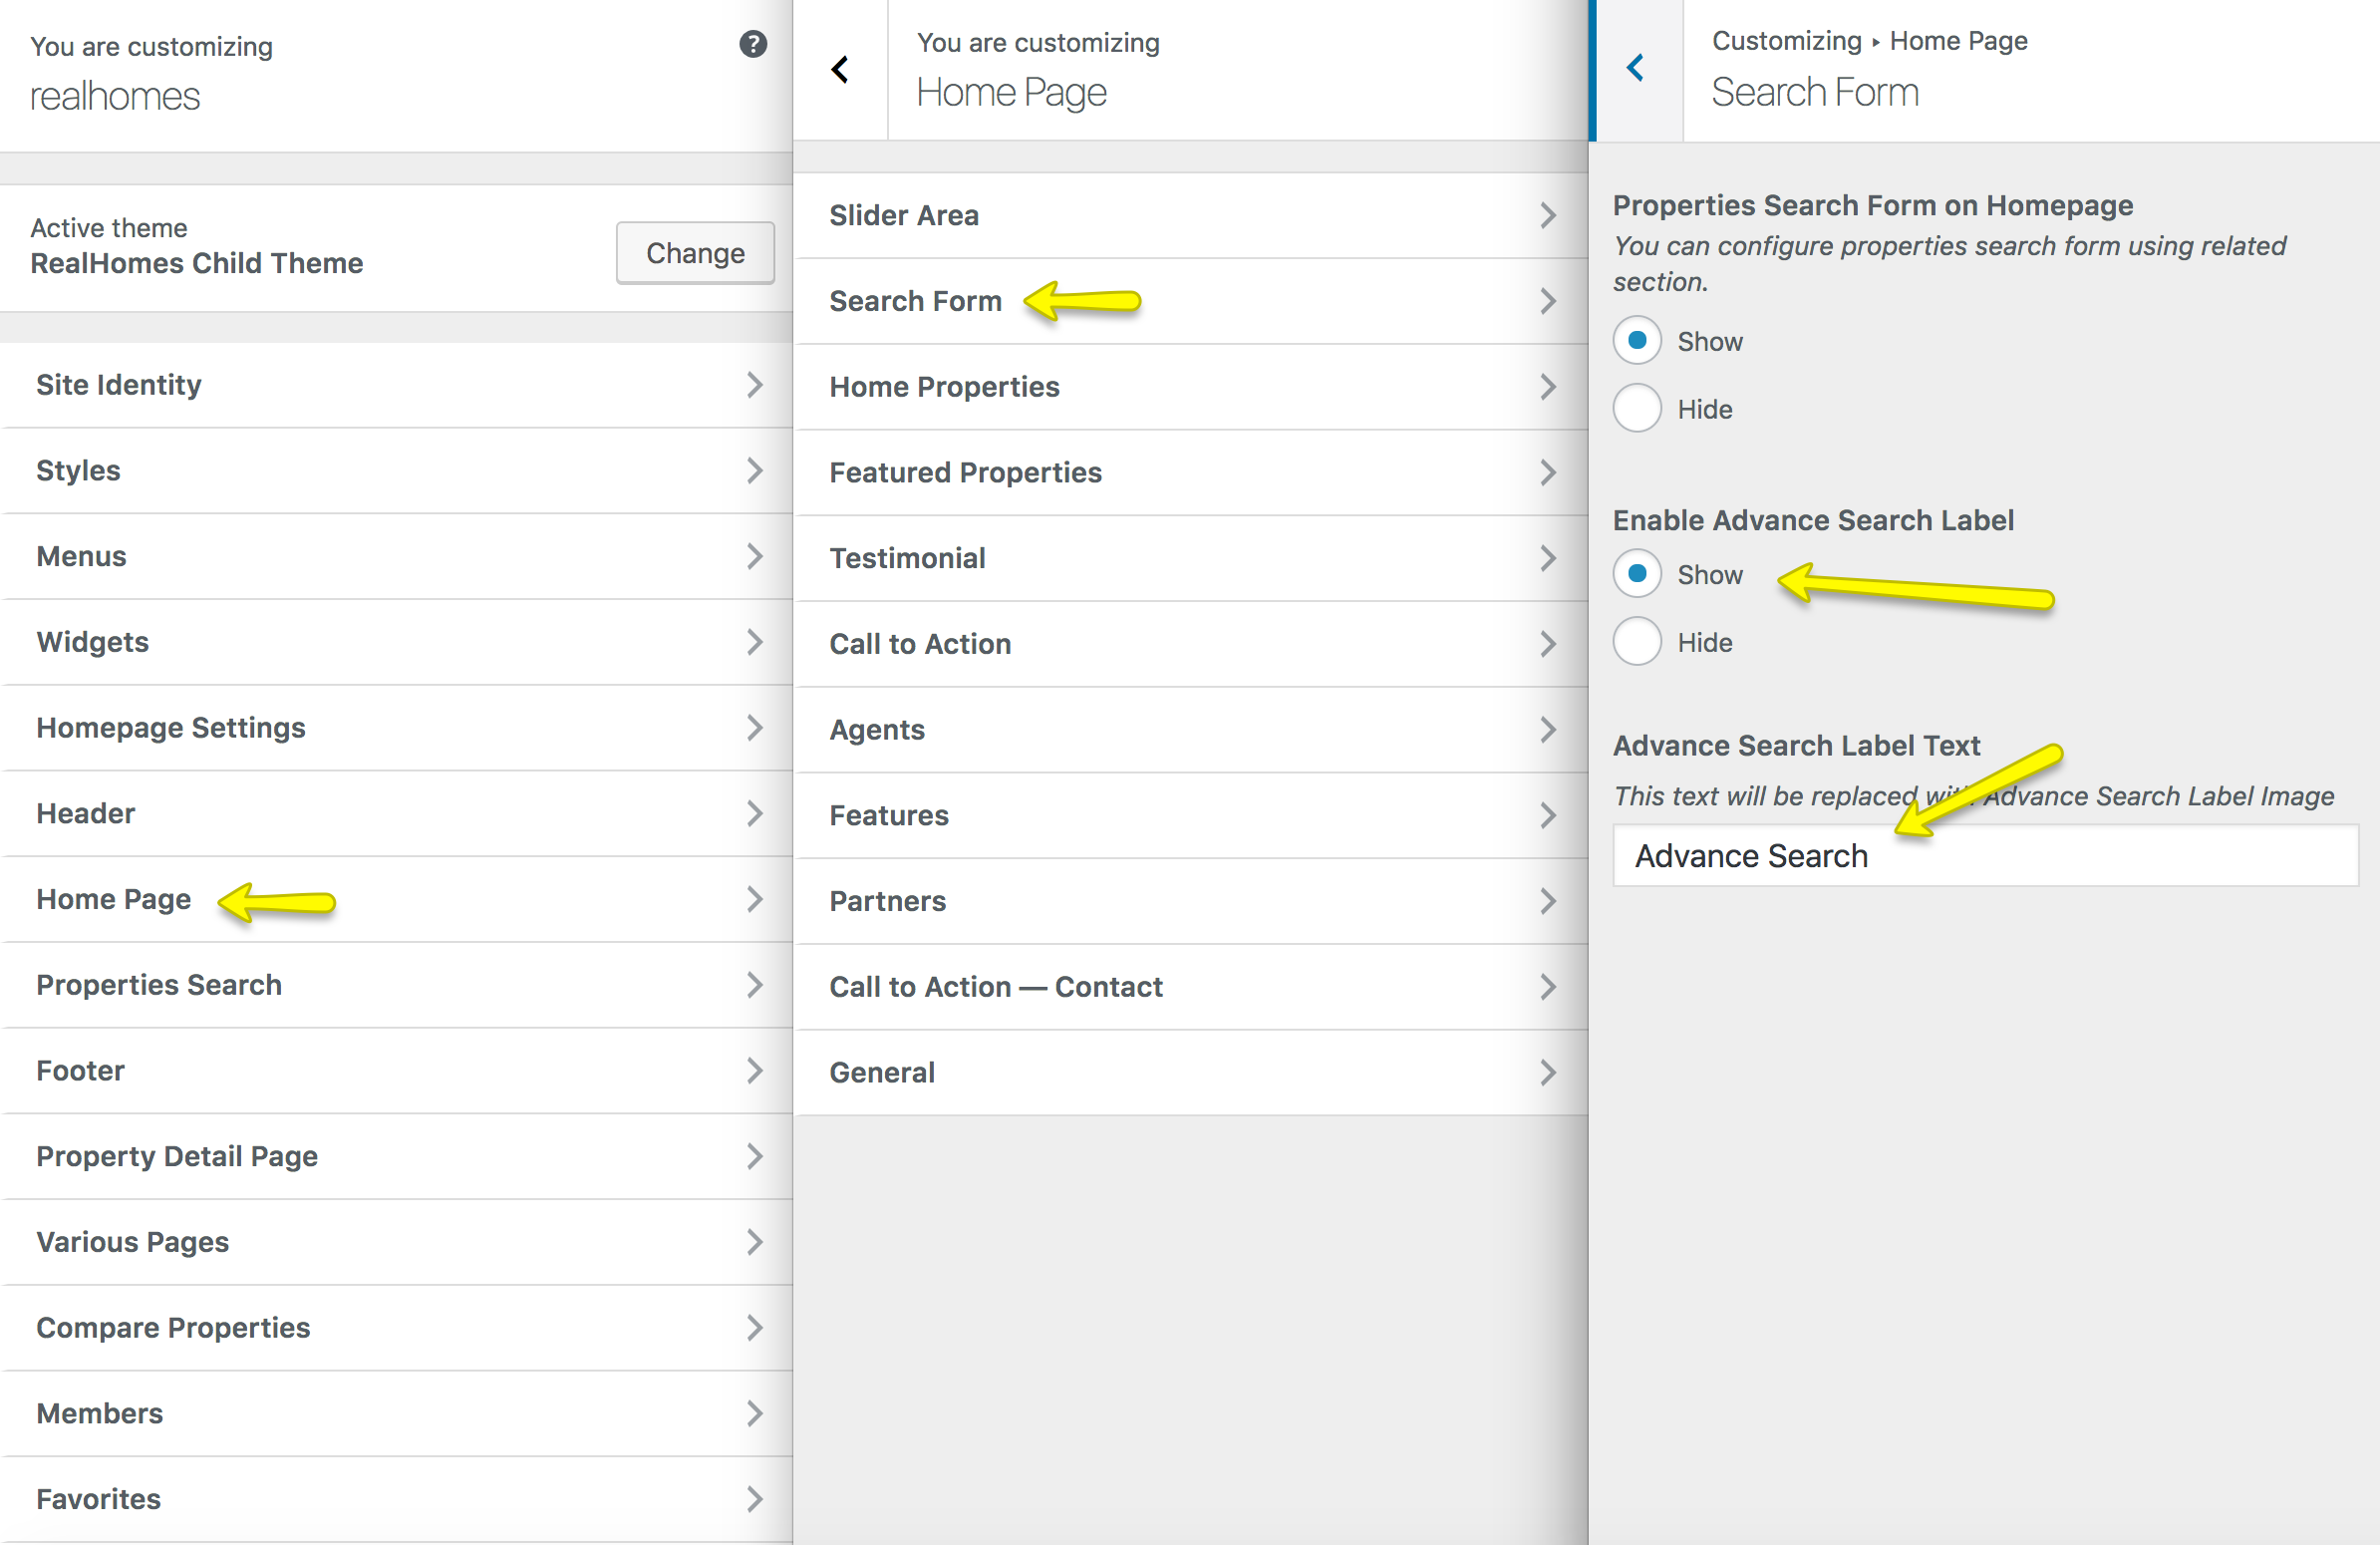 You are customizing
?
realhomes
Active theme
RealHomes Child Theme
Change
Site Identity
Styles
Menus
Widgets
Homepage Settings
Header
Home Page
Properties Search
Footer
Property Detail Page
Various Pages
Compare Properties
Members
Favorites
You are customizing
Home Page
Slider Area
Search Form
Home Properties
Featured Properties
Testimonial
Call to Action
Agents
Features
Partners
Call to Action — Contact
General
Customizing ▸ Home Page
Search Form
Properties Search Form on Homepage
You can configure properties search form using related
section.
Show
Hide
Enable Advance Search Label
Show
Hide
Advance Search Label Text
This text will be replaced with Advance Search Label Image
Advance Search